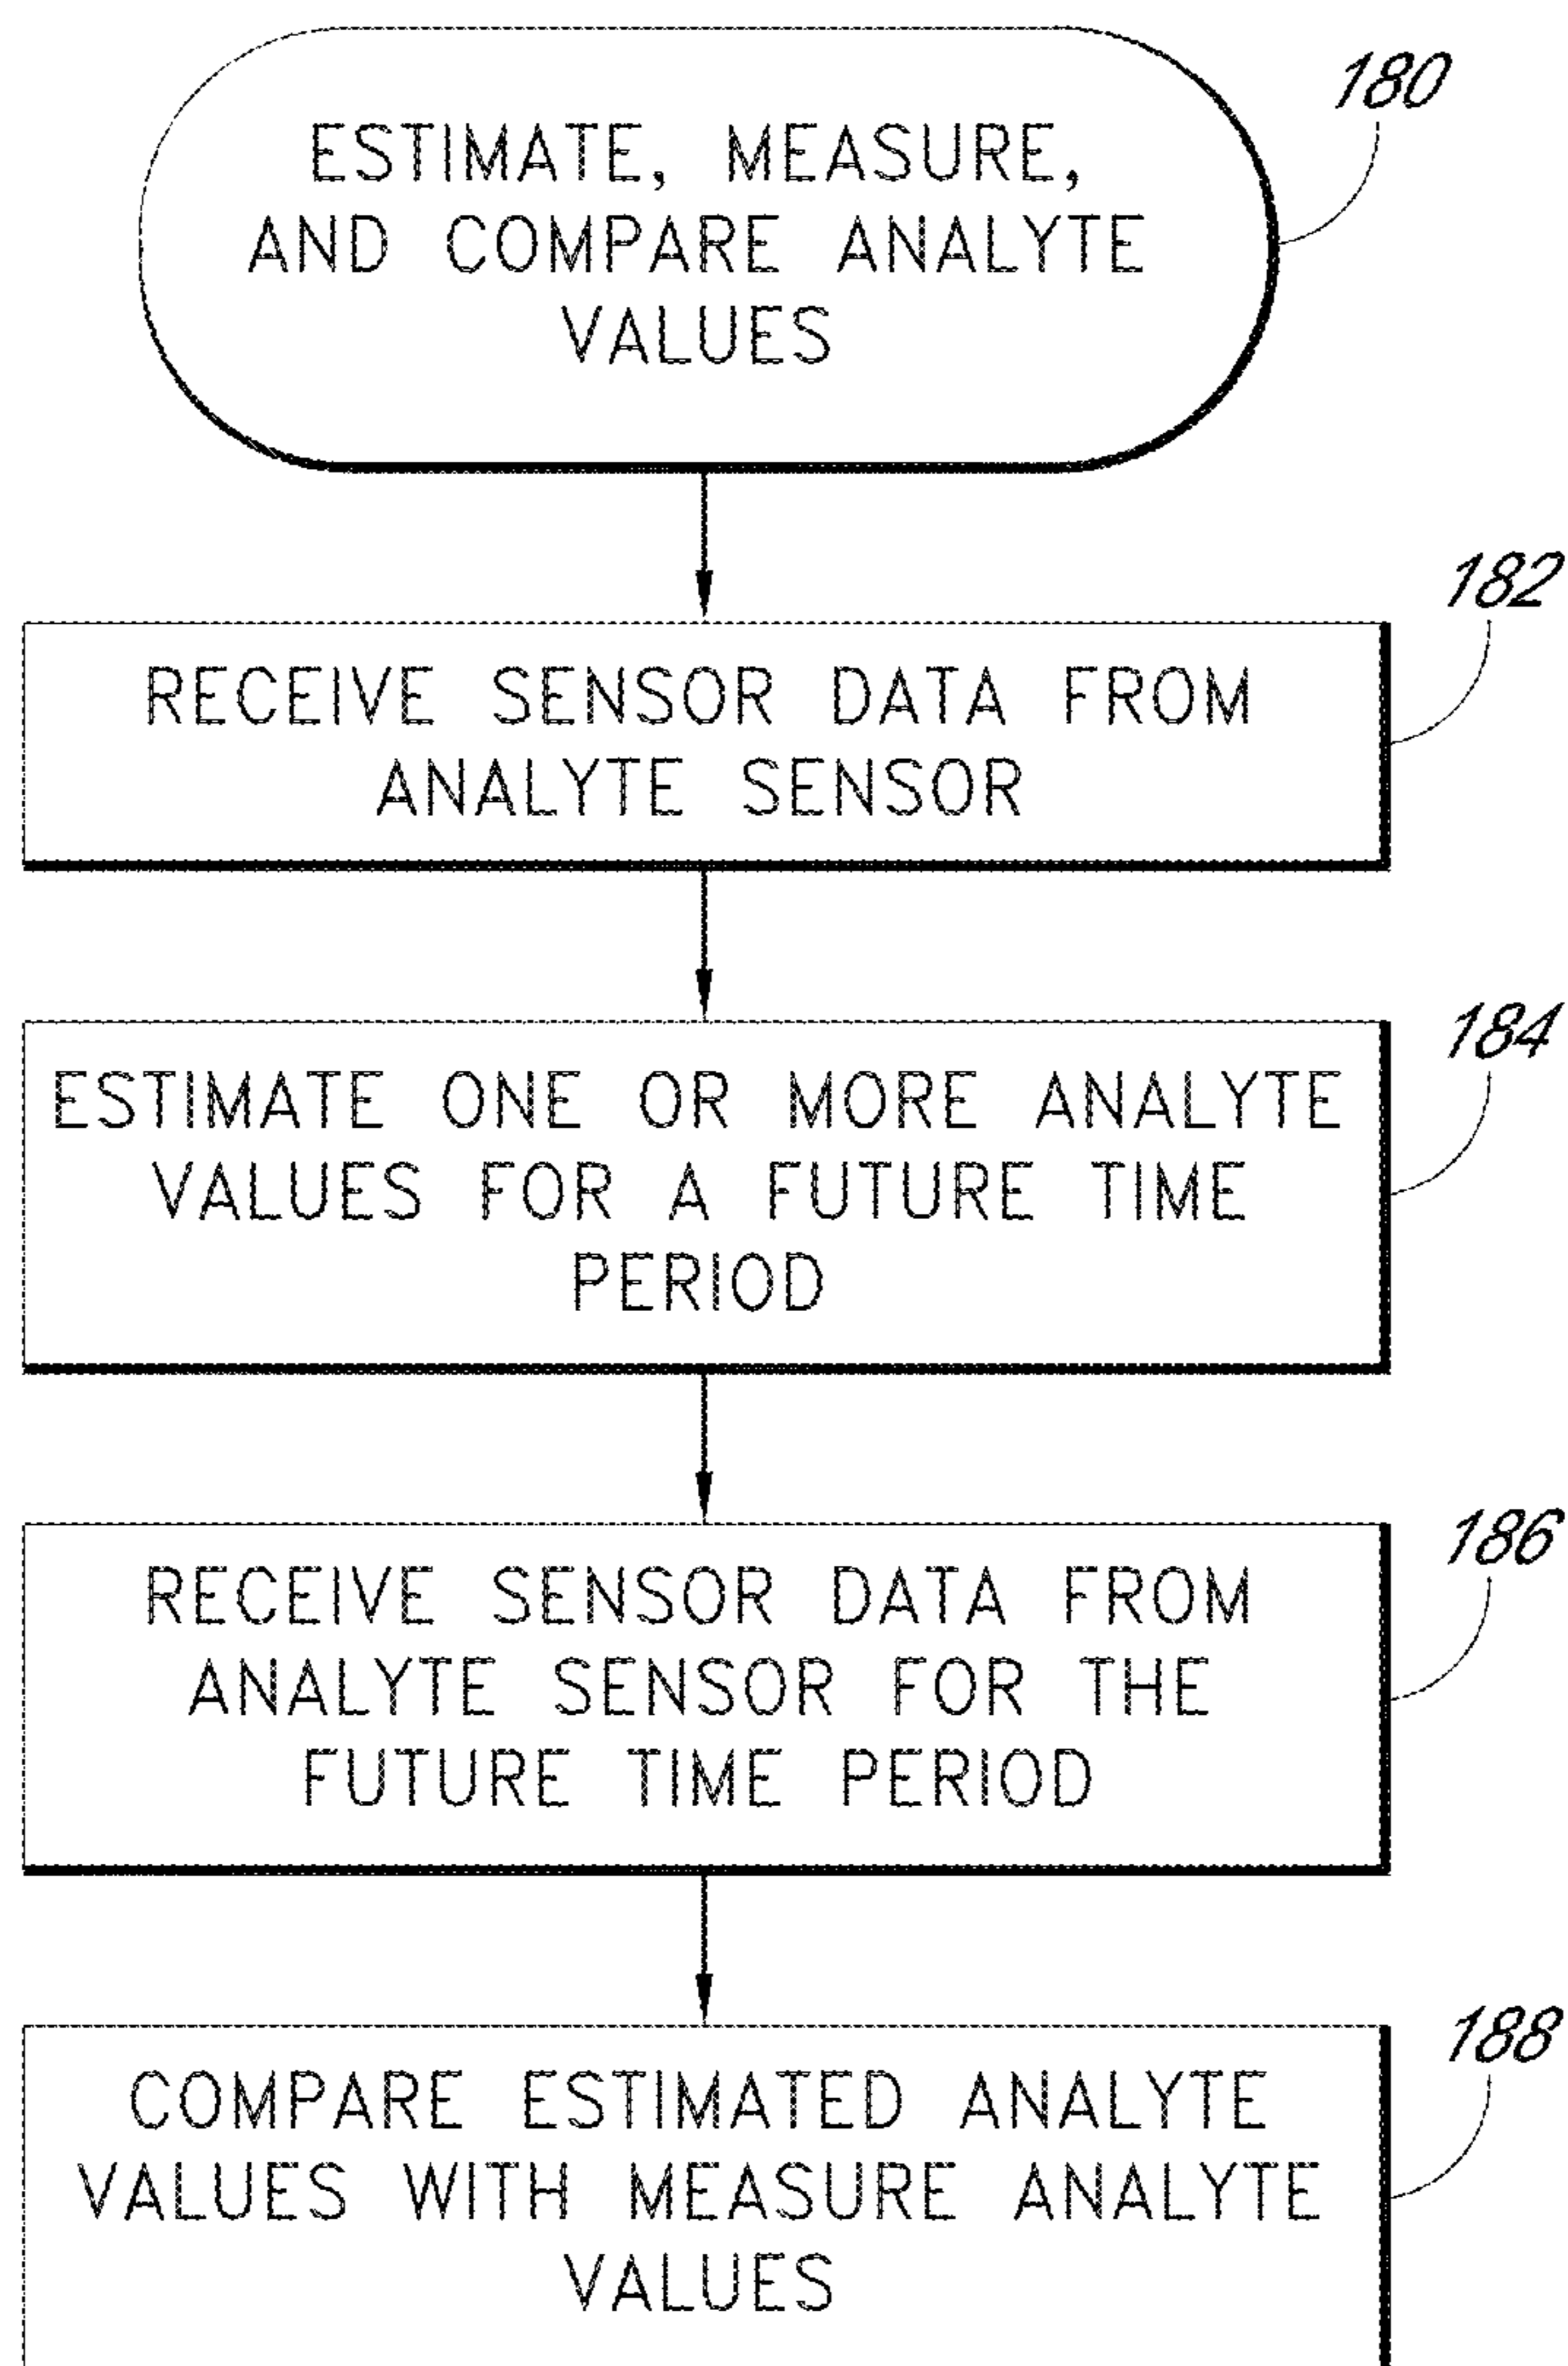 180
ESTIMATE, MEASURE,
AND COMPARE ANALYTE
VALUES
182
RECEIVE SENSOR DATA FROM
ANALYTE SENSOR
184
ESTIMATE ONE OR MORE ANALYTE
VALUES FOR A FUTURE TIME
PERIOD
186
RECEIVE SENSOR DATA FROM
ANALYTE SENSOR FOR THE
FUTURE TIME PERIOD
188
COMPARE ESTIMATED ANALYTE
VALUES WITH MEASURE ANALYTE
VALUES